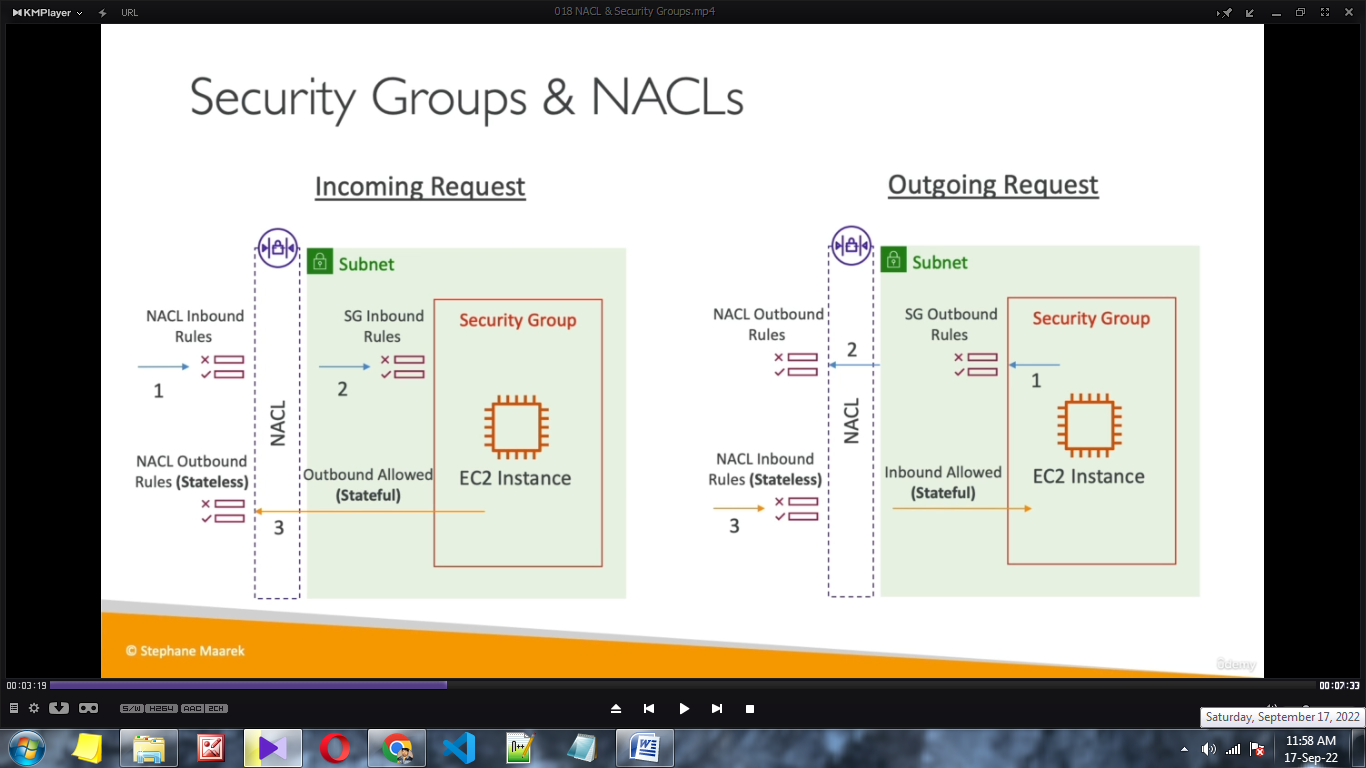 KMPlayer
URL
018 NACL & Security Groups.mp4
Security Groups & NACLs
Incoming Request
Subnet
NACL Inbound
Rules
1
NACL
SG Inbound
Rules
2
Security Group
EC2 Instance
NACL Outbound
Rules (Stateless)
Outbound Allowed
(Stateful)
3
Outgoing Request
Subnet
NACL Outbound
Rules
2
NACL
SG Outbound
Rules
1
Security Group
EC2 Instance
NACL Inbound
Rules (Stateless)
3
Inbound Allowed
(Stateful)
© Stephane Maarek
ûdemy
00:03:19
00:07:33
S/W H264 AAC 2CH
Saturday, September 17, 2022
11:58 AM
17-Sep-22